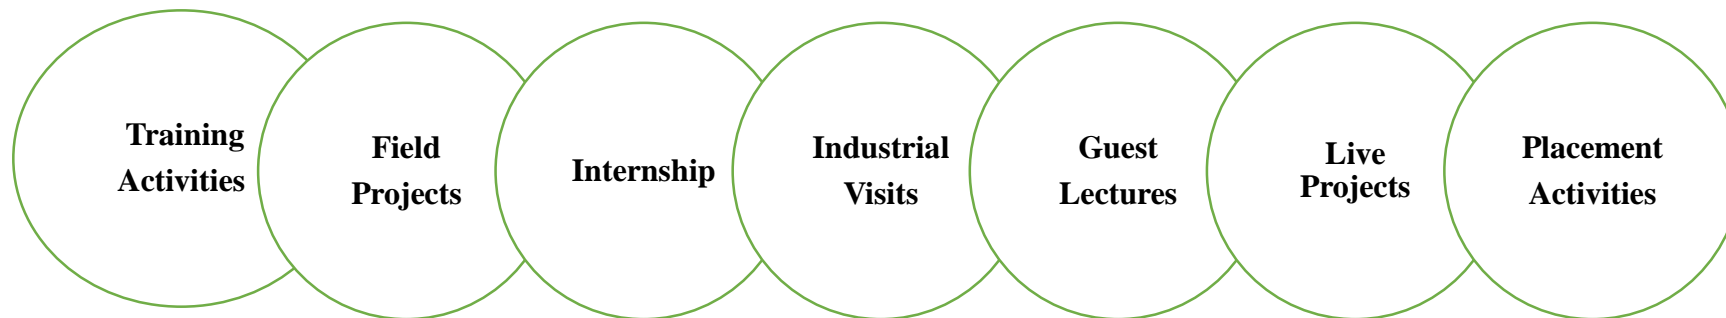 Training
Activities
Field
Projects
Internship
Industrial
Visits
Guest
Lectures
Live
Projects
Placement
Activities